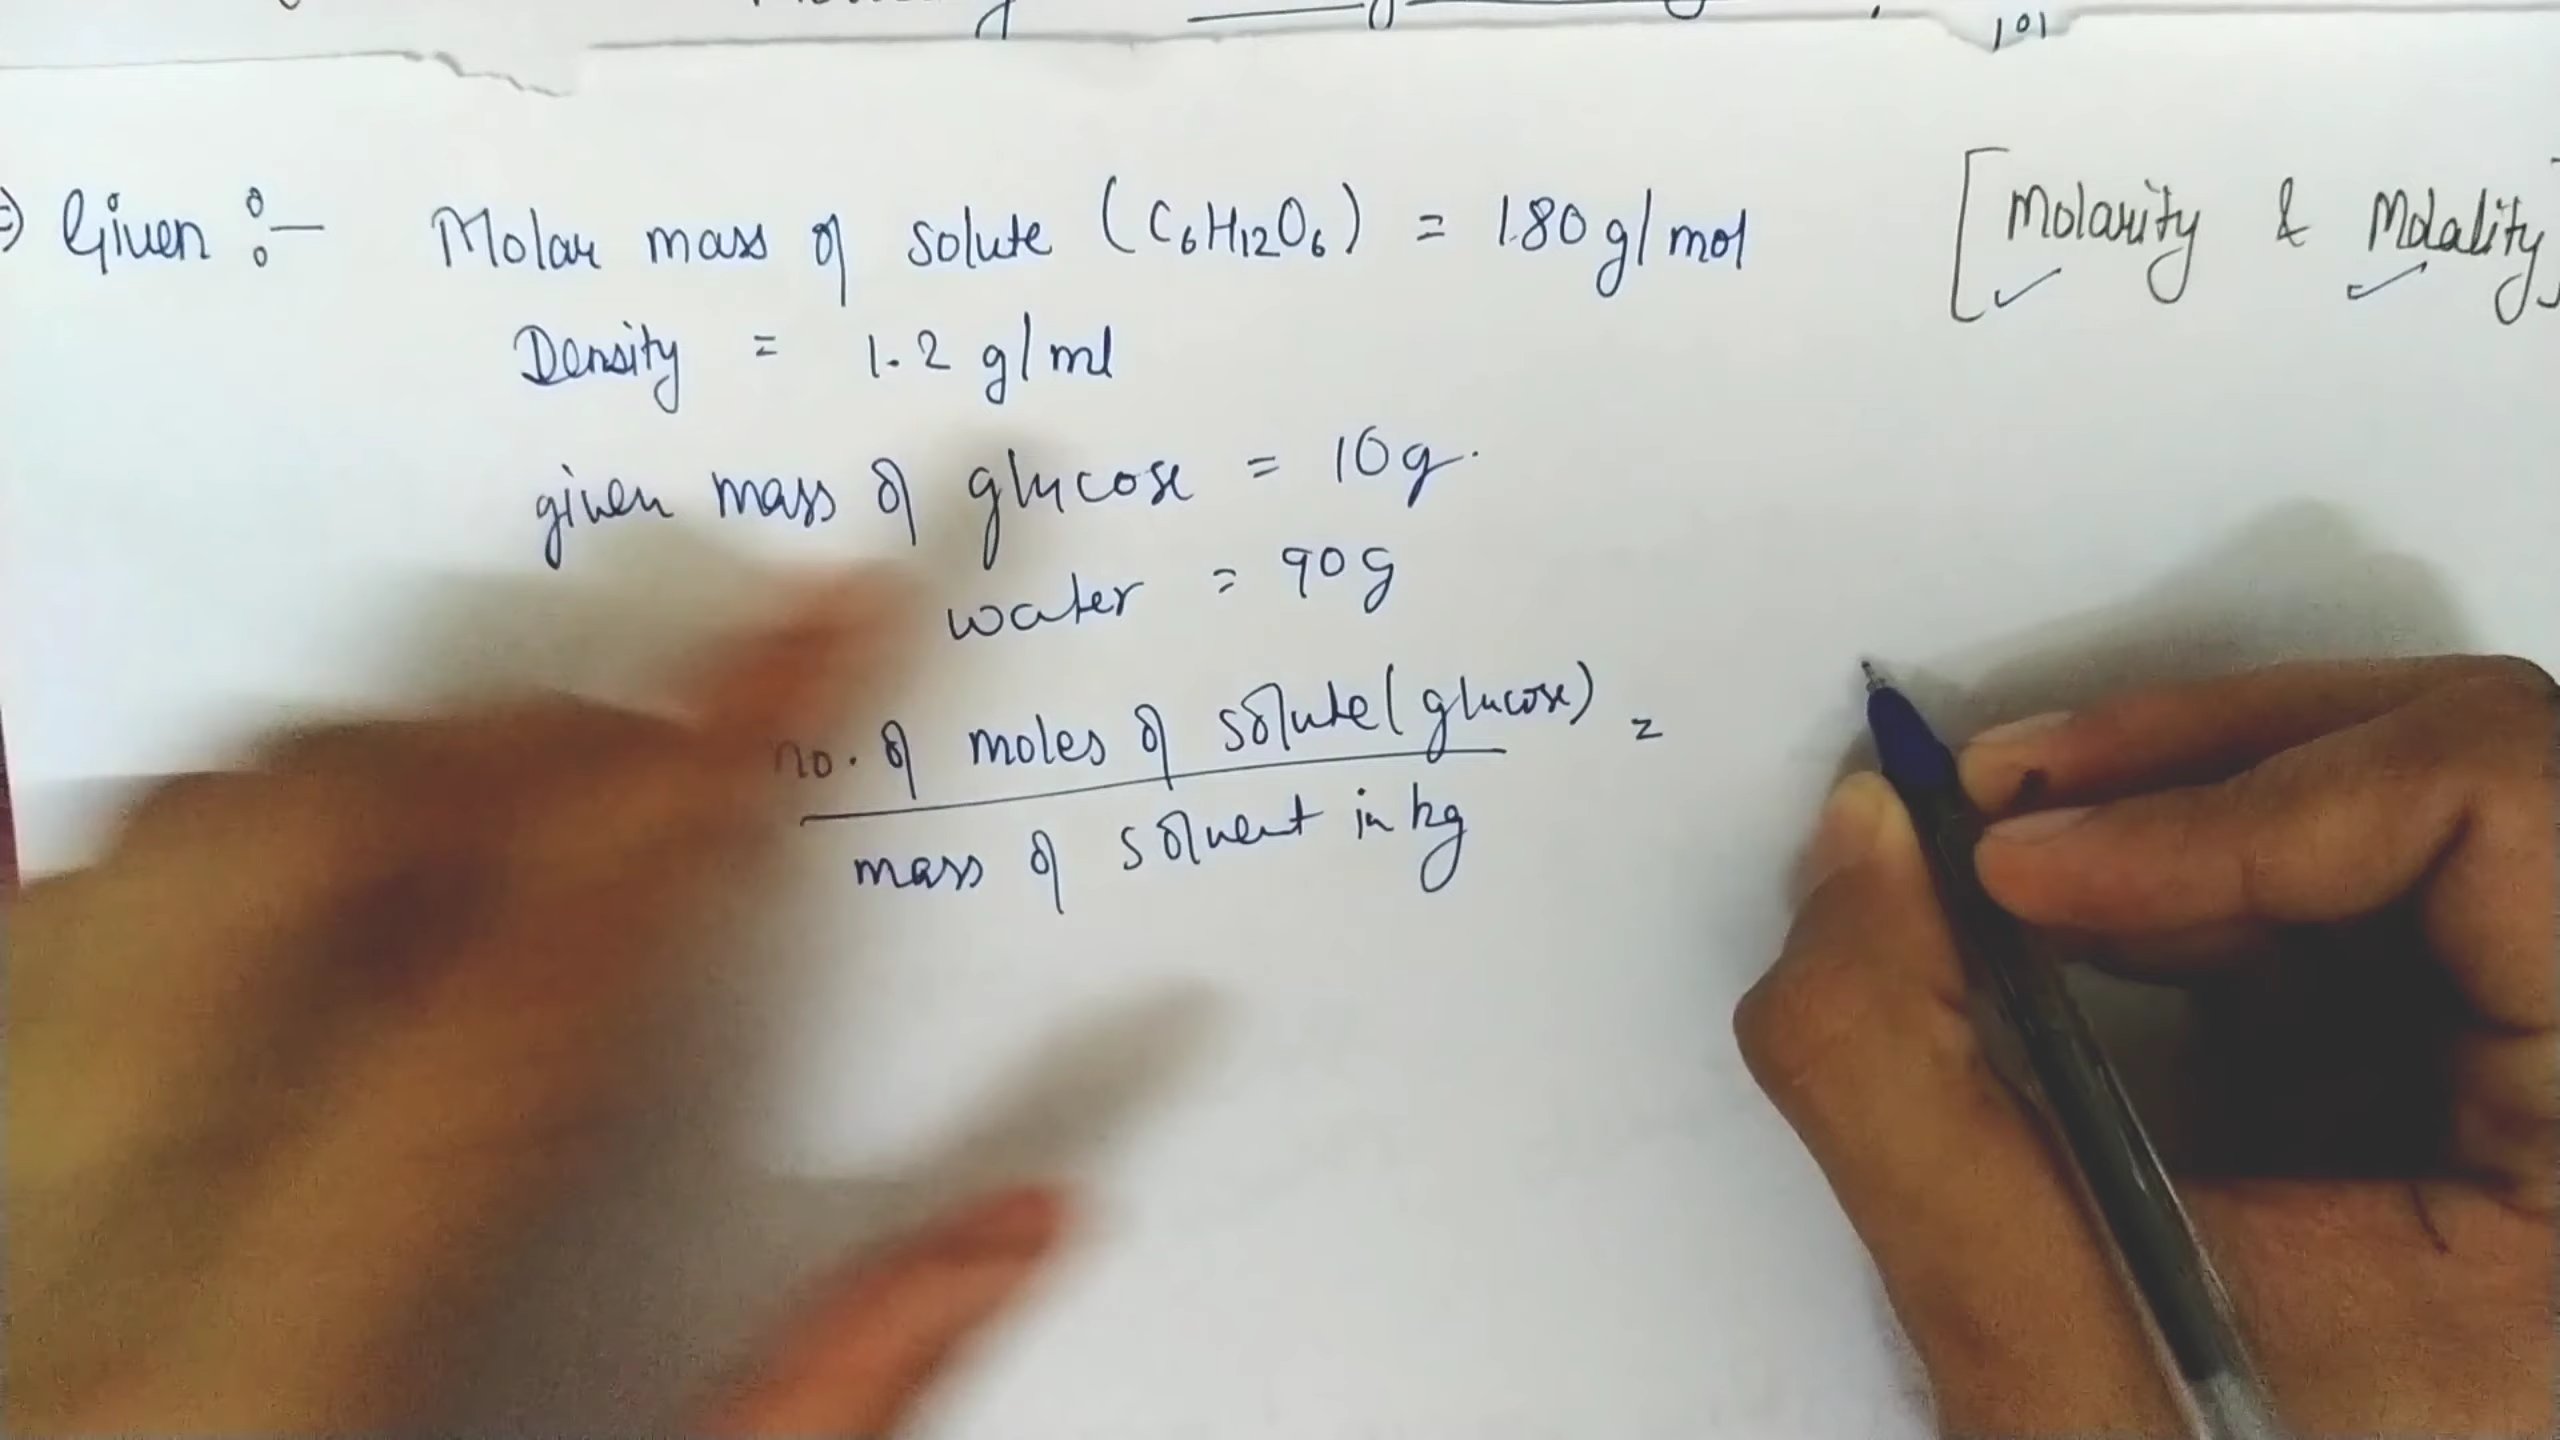 Given :- Molar mass of solute (C6H12O6) = 180 g/mol [Molarity & Molality]
Density = 1.2 g/ml
given mass of glucose = 10g.
water = 90g
no. of moles of solute (glucose) =
mass of solvent in kg